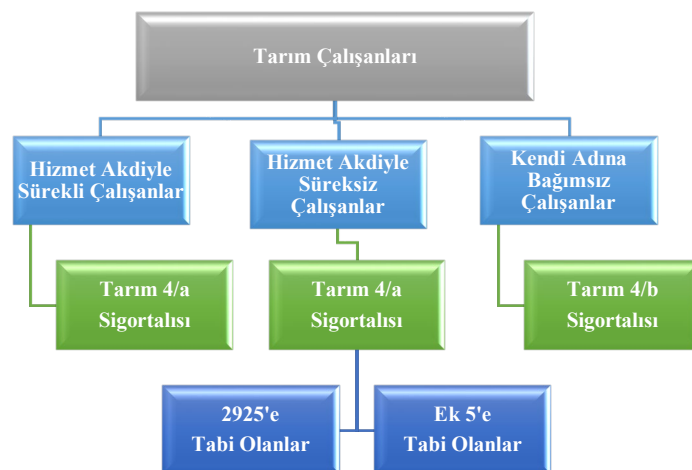 Tarım Çalışanları
Hizmet Akdiyle
Sürekli Çalışanlar
Hizmet Akdiyle
Süreksiz
Çalışanlar
Kendi Adına
Bağımsız
Çalışanlar
Tarım 4/a
Sigortalısı
Tarım 4/a
Sigortalısı
Tarım 4/b
Sigortalısı
2925'e
Tabi Olanlar
Ek 5'e
Tabi Olanlar